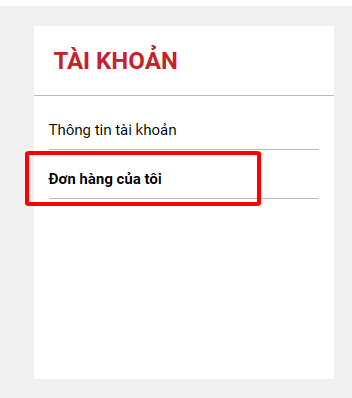 TÀI KHOẢN
Thông tin tài khoản
Đơn hàng của tôi